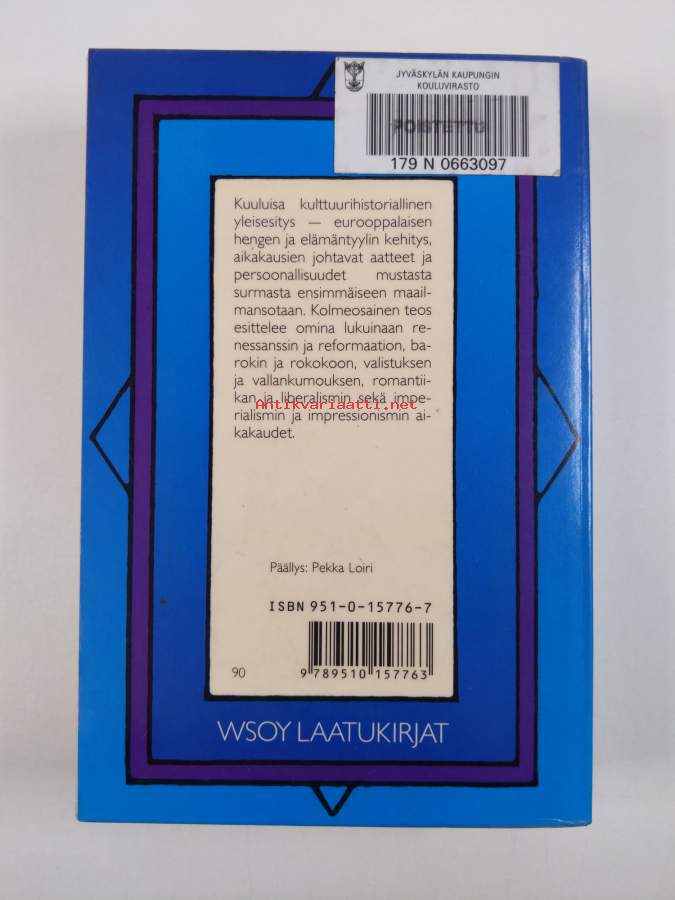 JYVÄSKYLÄN KAUPUNGIN
KOULUVIRASTO
POISTETTU
179 N 0663097
Kuuluisa kulttuurihistoriallinen
yleisesitys — eurooppalaisen
hengen ja elämäntyylin kehitys,
aikakausien johtavat aatteet ja
persoonallisuudet mustasta
surmasta ensimmäiseen maail-
mansotaan. Kolmeosainen teos
esittelee omina lukuinaan re-
nessanssin ja reformaation, ba-
rokin ja rokokoon, valistuksen
ja vallankumouksen, romantii-
kan ja liberalismin sekä impe-
Antikvariaatti.net
rialismin ja impressionismin ai-
kakaudet.
Päällys: Pekka Loiri
ISBN 951-0-15776-7
90
9 789510 157763
WSOY LAATUKIRJAT